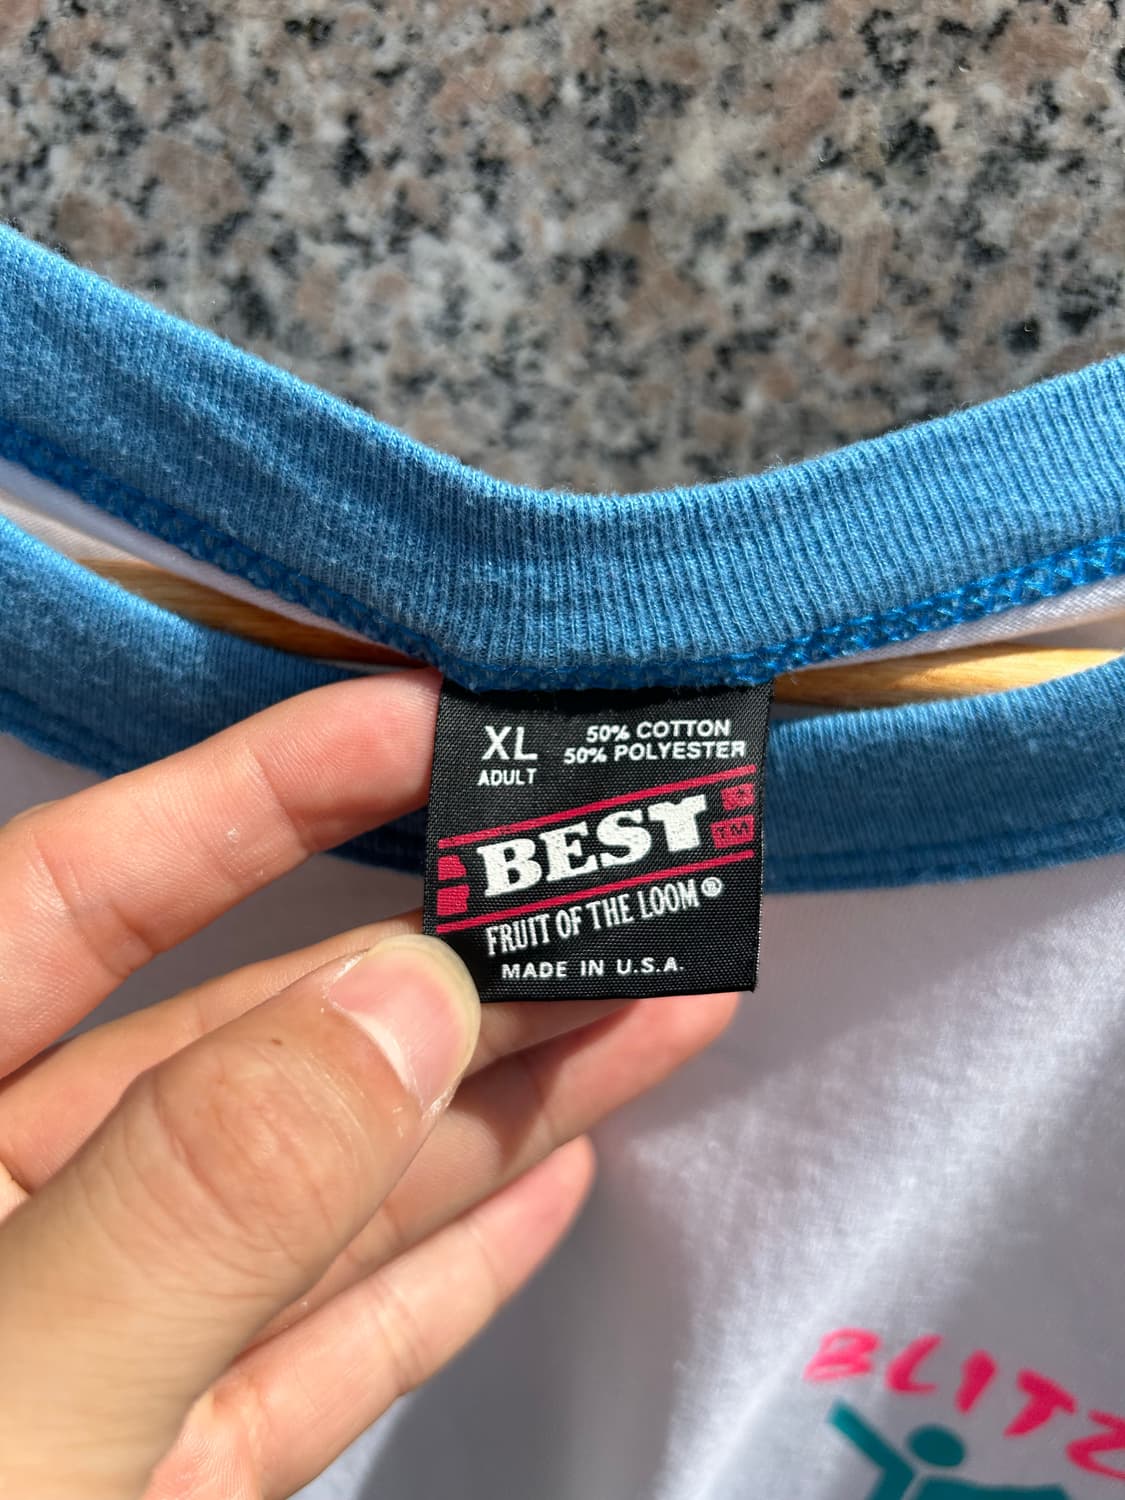 XL
ADULT
50% COTTON
50% POLYESTER
BEST
TM
FRUIT OF THE LOOM®
MADE IN U.S.A.
BLITZ